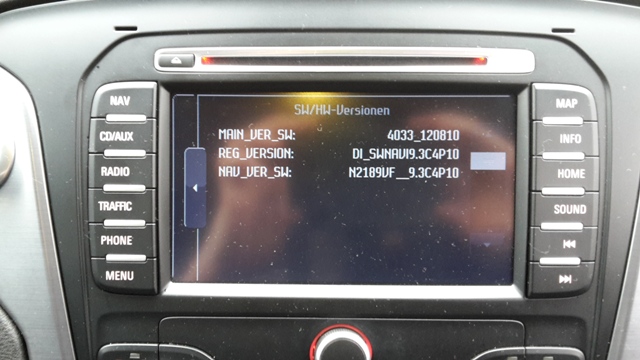 SW/HW-Versionen
MAIN_VER_SW: 4033_120810
REG_VERSION: DI_SWNAVI9.3C4P10
NAV_VER_SW: N2189VF__9.3C4P10
NAV
CD/AUX
RADIO
TRAFFIC
PHONE
MENU
MAP
INFO
HOME
SOUND